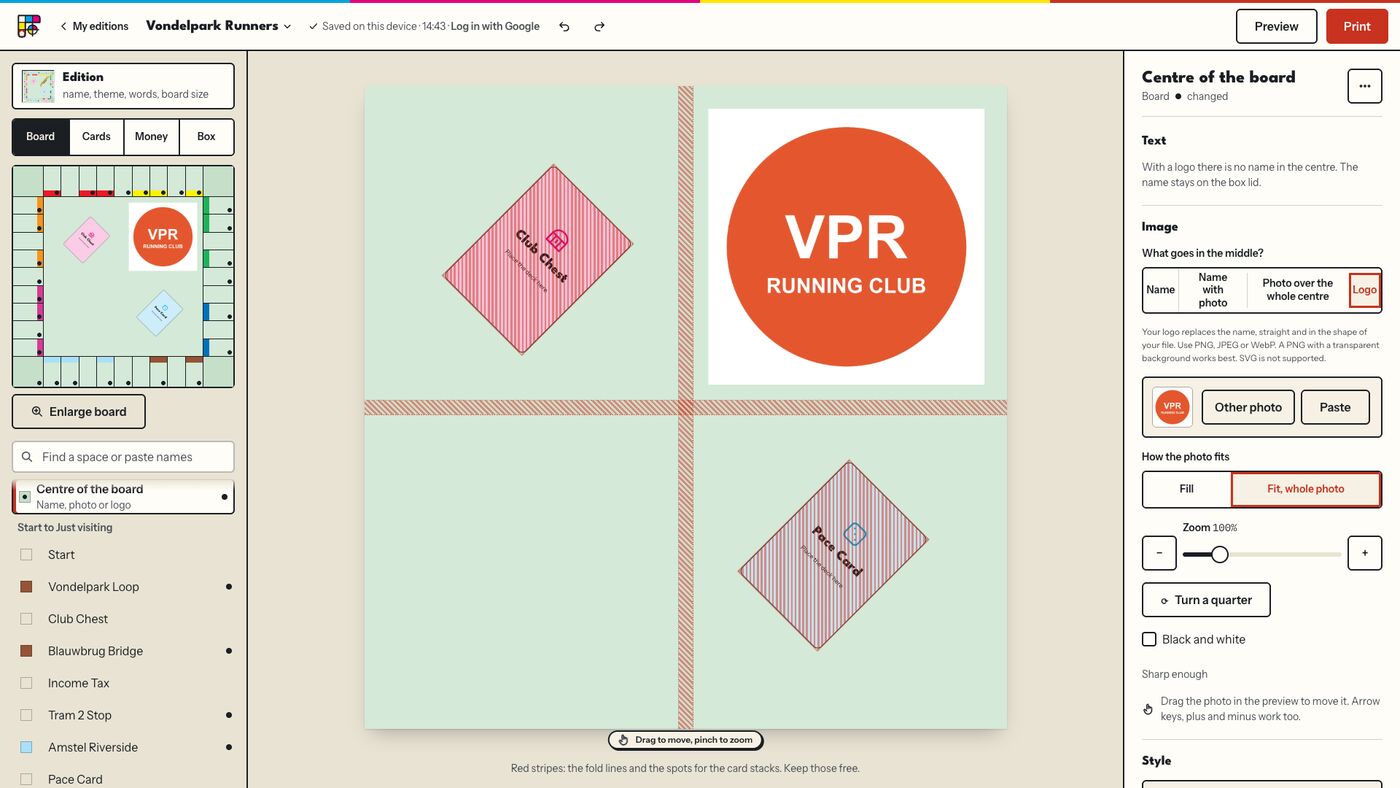 My editions
Vondelpark Runners
Saved on this device · 14:43 · Log in with Google
Preview
Print
Edition
name, theme, words, board size
Board
Cards
Money
Box
Club Chest
VPR
RUNNING CLUB
Pace Card
Enlarge board
Find a space or paste names
Centre of the board
Name, photo or logo
Start to Just visiting
Start
Vondelpark Loop
Club Chest
Blauwbrug Bridge
Income Tax
Tram 2 Stop
Amstel Riverside
Pace Card
Club Chest
Place the deck here
VPR
RUNNING CLUB
Pace Card
Place the deck here
Drag to move, pinch to zoom
Red stripes: the fold lines and the spots for the card stacks. Keep those free.
Centre of the board
Board ● changed
Text
With a logo there is no name in the centre. The
name stays on the box lid.
Image
What goes in the middle?
Name
Name
with
photo
Photo over the
whole centre
Logo
Your logo replaces the name, straight and in the shape of
your file. Use PNG, JPEG or WebP. A PNG with a transparent
background works best. SVG is not supported.
VPR
Other photo
Paste
How the photo fits
Fill
Fit, whole photo
Zoom 100%
−
+
Turn a quarter
Black and white
Sharp enough
Drag the photo in the preview to move it. Arrow
keys, plus and minus work too.
Style